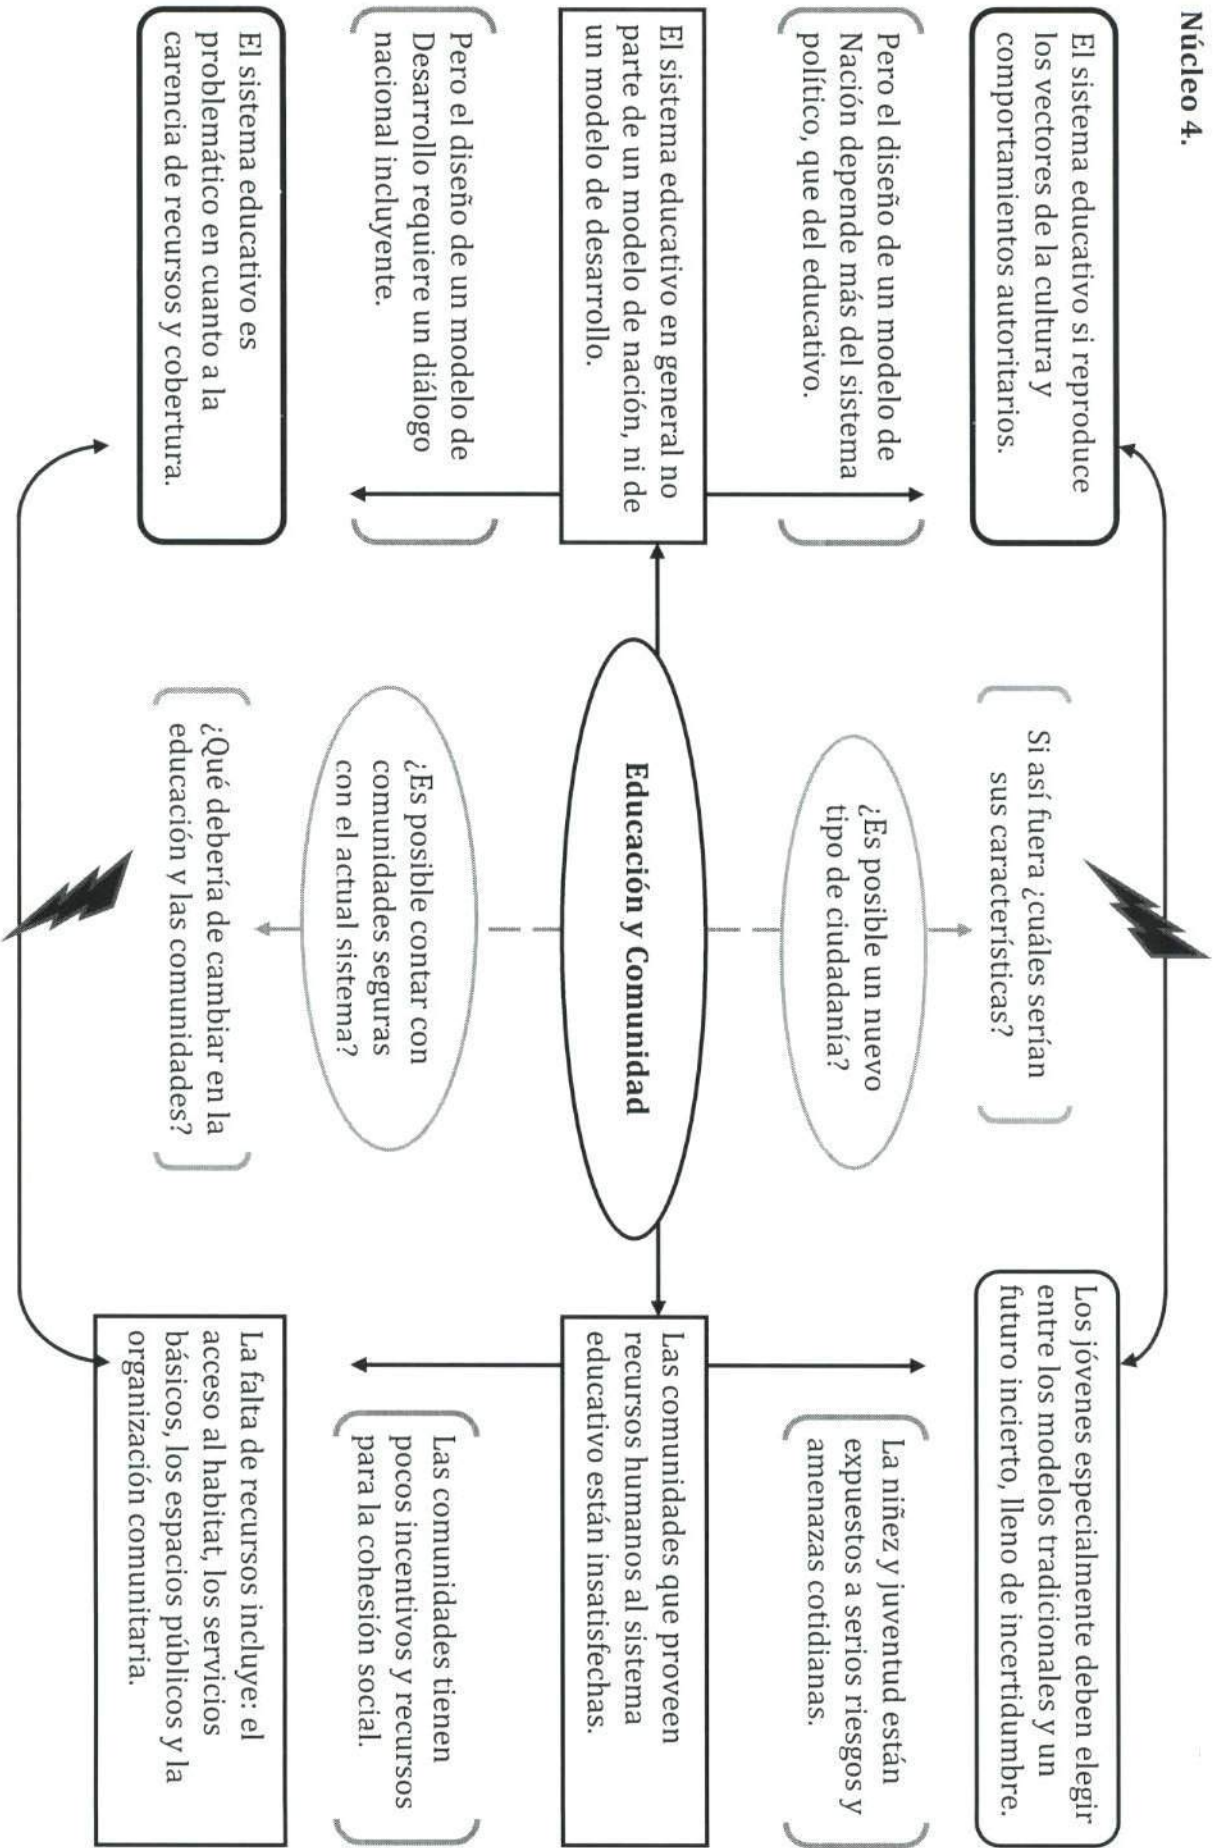 Núcleo 4.
El sistema educativo si reproduce
los vectores de la cultura y
comportamientos autoritarios.
Si así fuera ¿cuáles serían
sus características?
Los jóvenes especialmente deben elegir
entre los modelos tradicionales y un
futuro incierto, lleno de incertidumbre.
Pero el diseño de un modelo de
Nación depende más del sistema
político, que del educativo.
¿Es posible un nuevo
tipo de ciudadanía?
La niñez y juventud están
expuestos a serios riesgos y
amenazas cotidianas.
El sistema educativo en general no
parte de un modelo de nación, ni de
un modelo de desarrollo.
Educación y Comunidad
Las comunidades que proveen
recursos humanos al sistema
educativo están insatisfechas.
Pero el diseño de un modelo de
Desarrollo requiere un diálogo
nacional incluyente.
¿Es posible contar con
comunidades seguras
con el actual sistema?
Las comunidades tienen
pocos incentivos y recursos
para la cohesión social.
El sistema educativo es
problemático en cuanto a la
carencia de recursos y cobertura.
¿Qué debería de cambiar en la
educación y las comunidades?
La falta de recursos incluye: el
acceso al habitat, los servicios
básicos, los espacios públicos y la
organización comunitaria.